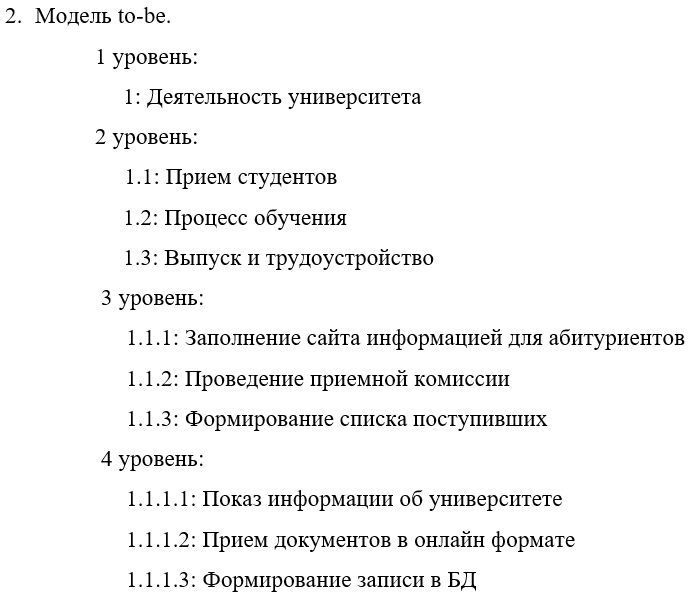 2. Модель to-be.
1 уровень:
1: Деятельность университета
2 уровень:
1.1: Прием студентов
1.2: Процесс обучения
1.3: Выпуск и трудоустройство
3 уровень:
1.1.1: Заполнение сайта информацией для абитуриентов
1.1.2: Проведение приемной комиссии
1.1.3: Формирование списка поступивших
4 уровень:
1.1.1.1: Показ информации об университете
1.1.1.2: Прием документов в онлайн формате
1.1.1.3: Формирование записи в БД